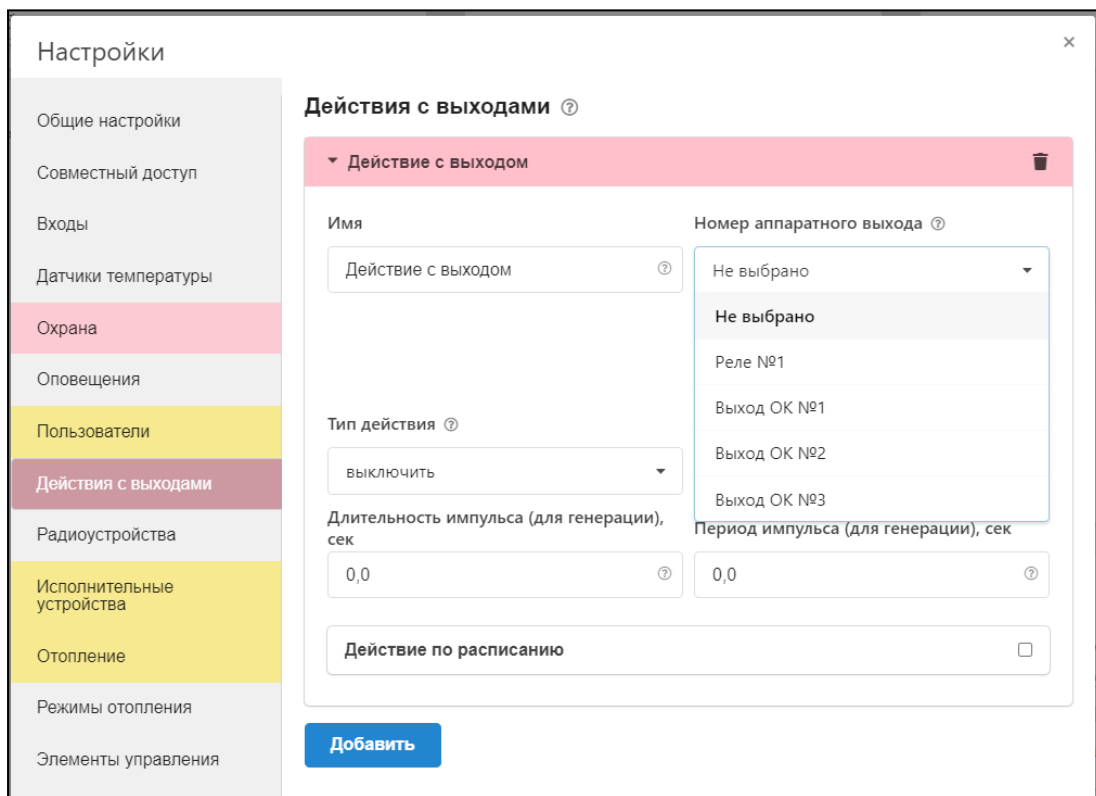 Настройки
×
Общие настройки
Совместный доступ
Входы
Датчики температуры
Охрана
Оповещения
Пользователи
Действия с выходами
Радиоустройства
Исполнительные
устройства
Отопление
Режимы отопления
Элементы управления
Действия с выходами ?
Действие с выходом
Имя
Действие с выходом ?
Номер аппаратного выхода ?
Не выбрано
Не выбрано
Реле №1
Выход ОК №1
Выход ОК №2
Выход ОК №3
Тип действия ?
выключить
Длительность импульса (для генерации),
сек
0,0 ?
Период импульса (для генерации), сек
0,0 ?
Действие по расписанию
Добавить